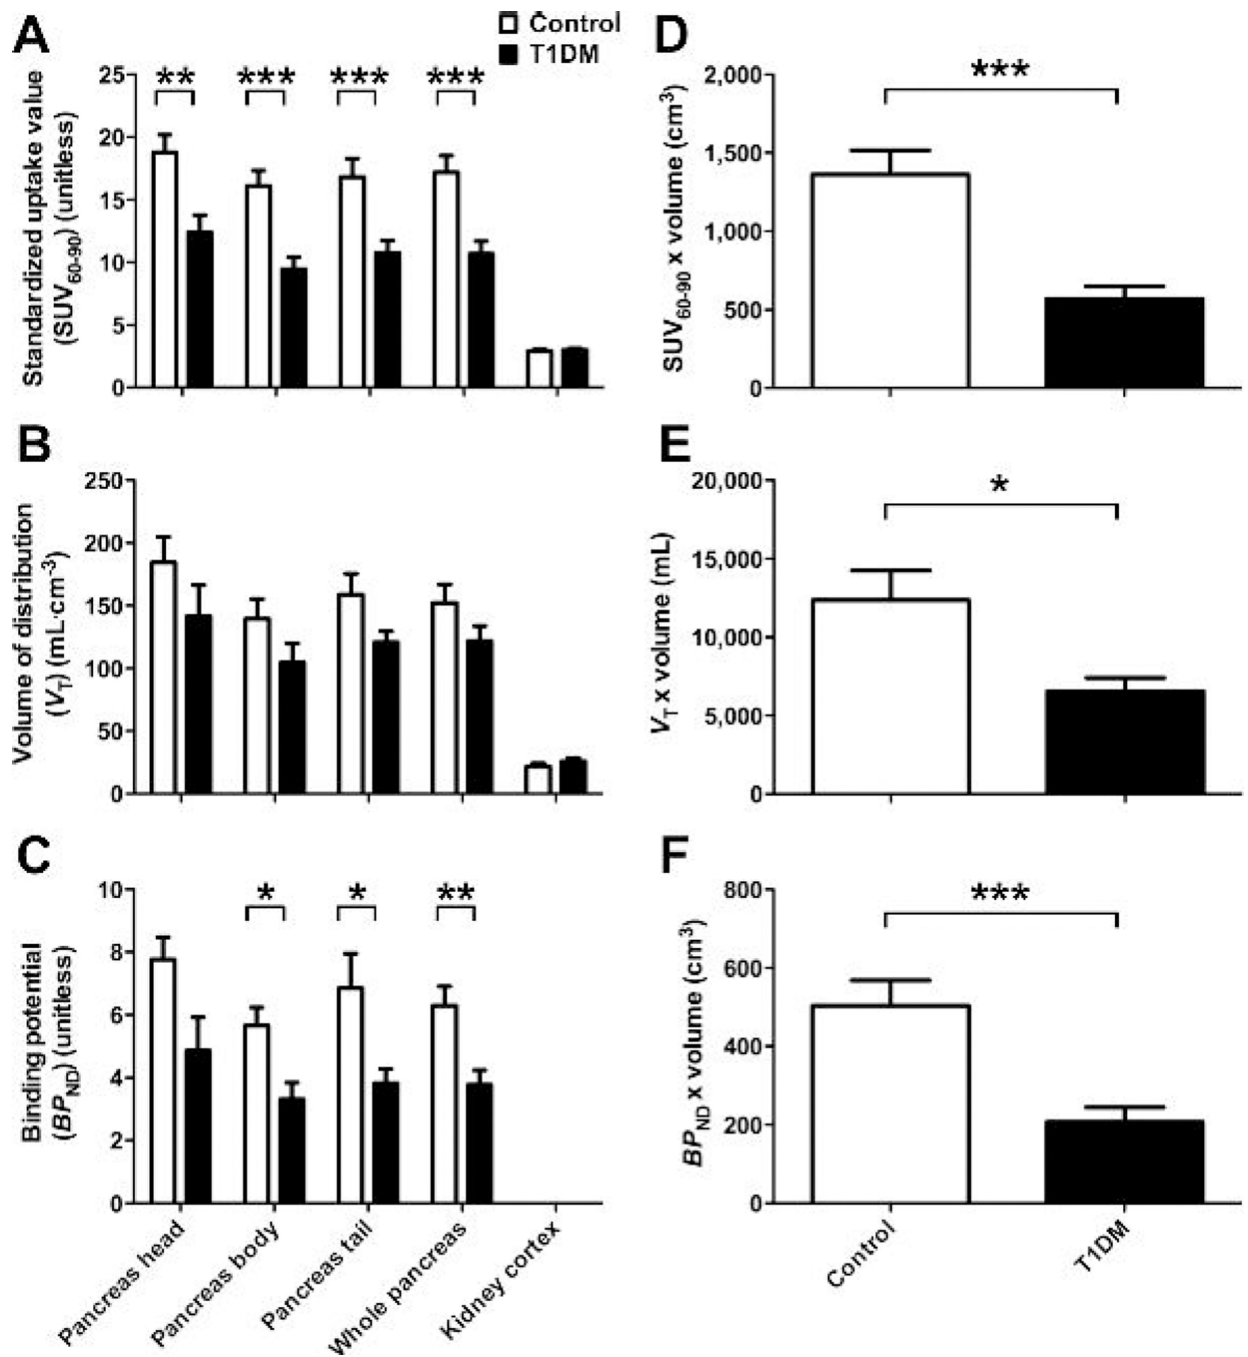 A
Control
T1DM
Standardized uptake value
(SUV60-90) (unitless)
25
20
15
10
5
0
**
***
***
***
D
SUV60-90 x volume (cm3)
2,000
1,500
1,000
500
0
***
B
Volume of distribution
(VT) (mL·cm-3)
250
200
150
100
50
0
E
VT x volume (mL)
20,000
15,000
10,000
5,000
0
*
C
Binding potential
(BPND) (unitless)
10
8
6
4
2
0
*
*
**
Pancreas head
Pancreas body
Pancreas tail
Whole pancreas
Kidney cortex
F
BPND x volume (cm3)
800
600
400
200
0
***
Control
T1DM